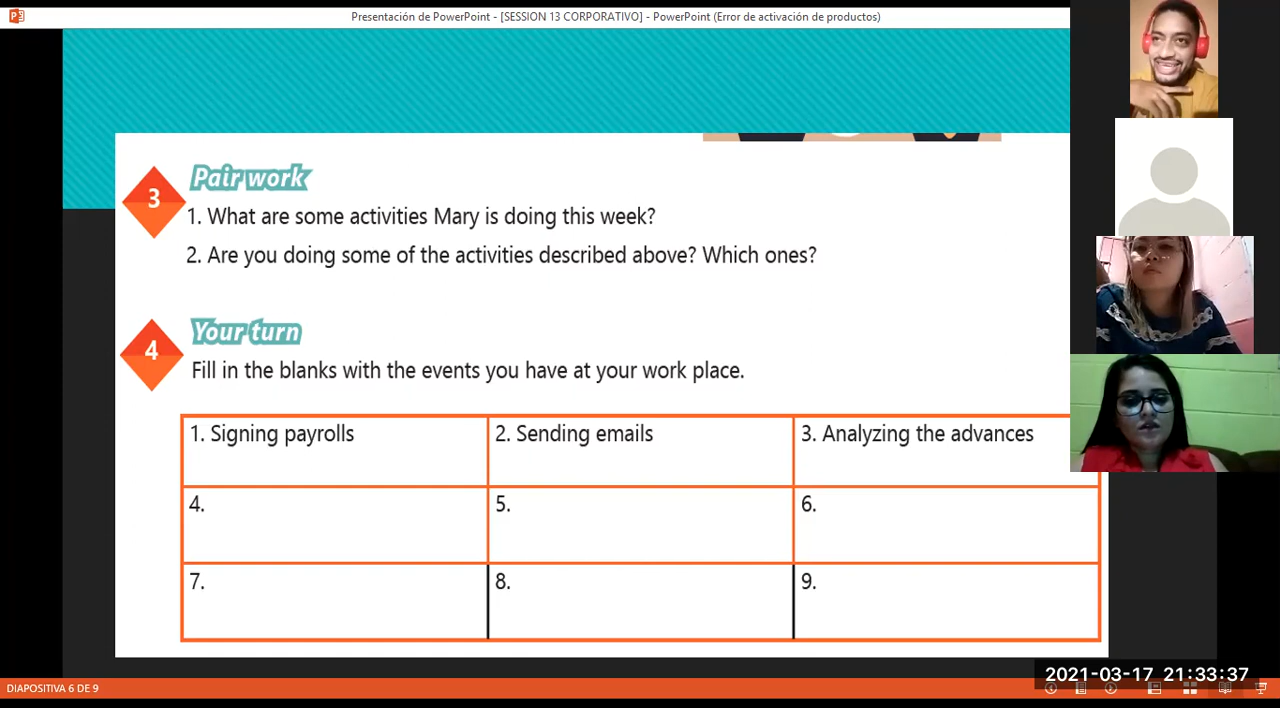 Presentación de PowerPoint - [SESSION 13 CORPORATIVO] - PowerPoint (Error de activación de productos)
3
Pair work
1. What are some activities Mary is doing this week?
2. Are you doing some of the activities described above? Which ones?
4
Your turn
Fill in the blanks with the events you have at your work place.
1. Signing payrolls
2. Sending emails
3. Analyzing the advances
4.
5.
6.
7.
8.
9.
2021-03-17 21:33:37
DIAPOSITIVA 6 DE 9